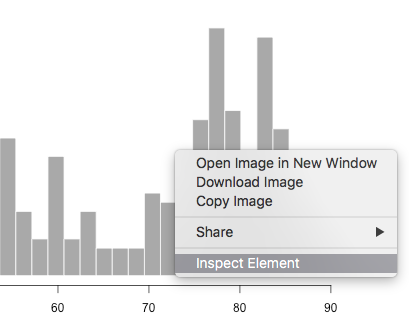 Open Image in New Window
Download Image
Copy Image
Share
Inspect Element
60 70 80 90